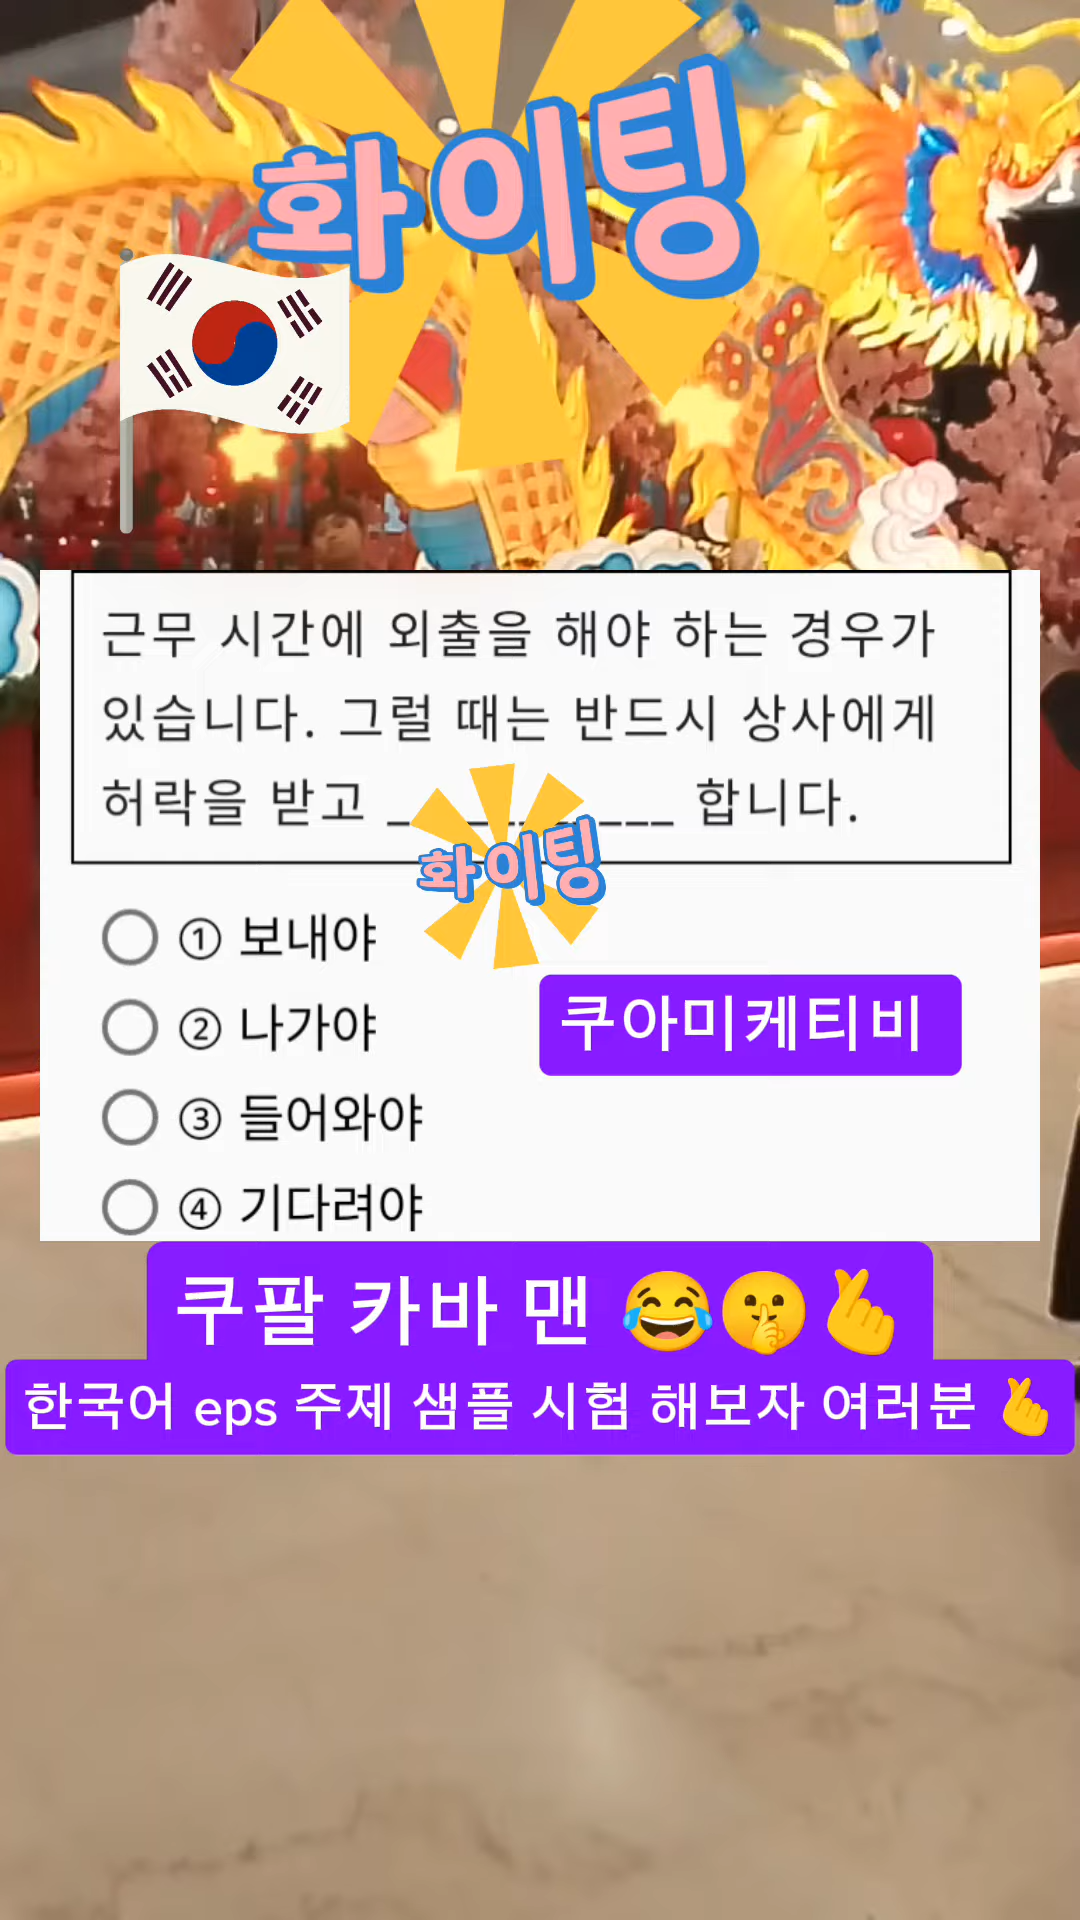 화이팅
근무 시간에 외출을 해야 하는 경우가
있습니다. 그럴 때는 반드시 상사에게
허락을 받고 ____________ 합니다.
화이팅
① 보내야
② 나가야
쿠아미케티비
③ 들어와야
④ 기다려야
쿠팔 카바 맨 😂🤫🫰
한국어 eps 주제 샘플 시험 해보자 여러분 🫰